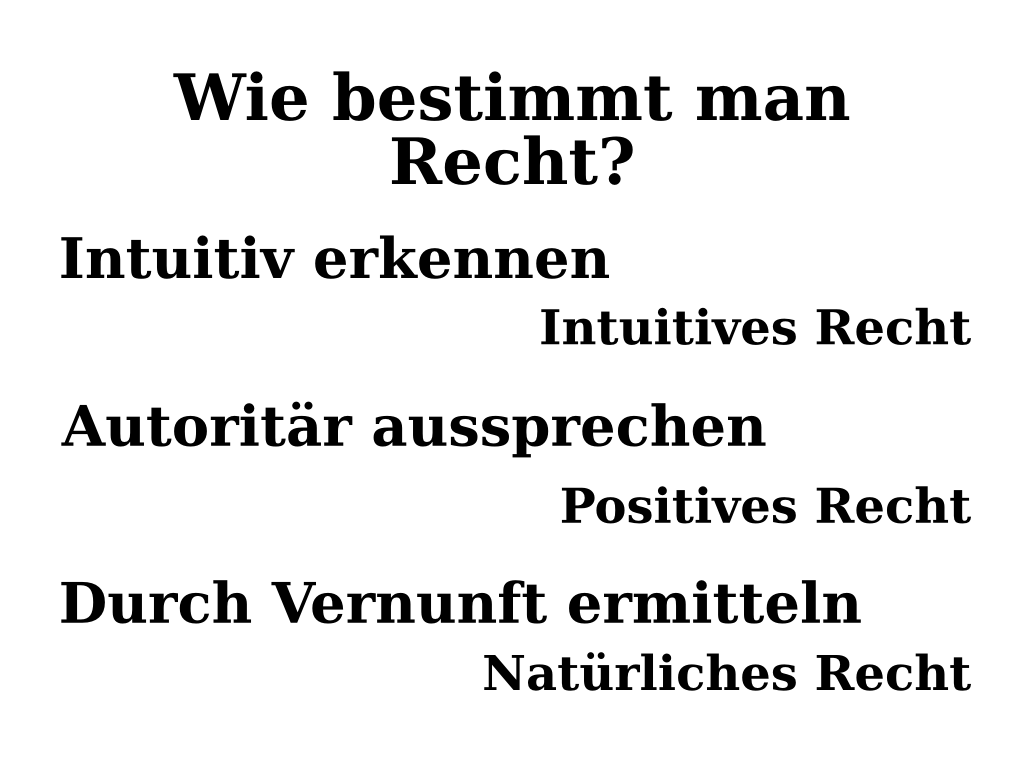 Wie bestimmt man
Recht?
Intuitiv erkennen
Intuitives Recht
Autoritär aussprechen
Positives Recht
Durch Vernunft ermitteln
Natürliches Recht